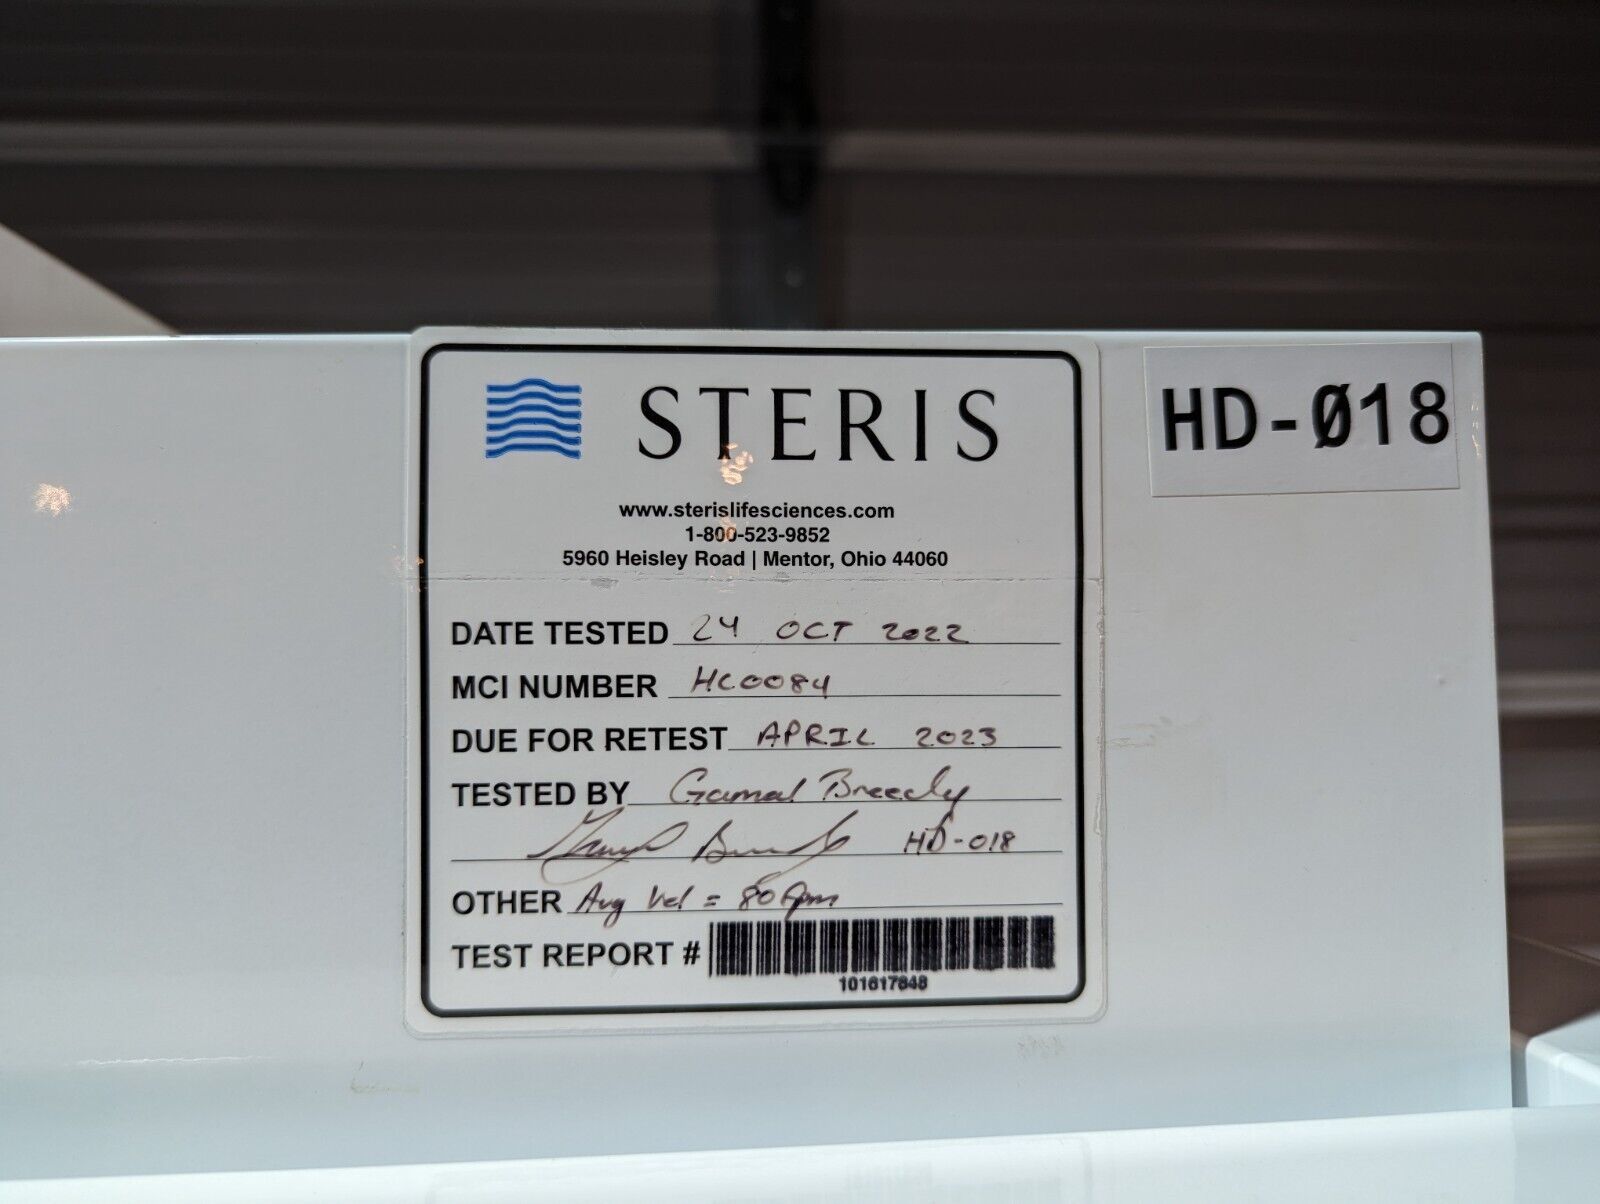 STERIS
HD-Ø18
www.sterislifesciences.com
1-800-523-9852
5960 Heisley Road | Mentor, Ohio 44060
DATE TESTED 24 OCT 2022
MCI NUMBER HC0084
DUE FOR RETEST APRIL 2023
TESTED BY Gamal Breedy
HD-018
OTHER Avg Vel = 80 fpm
TEST REPORT #
101617848